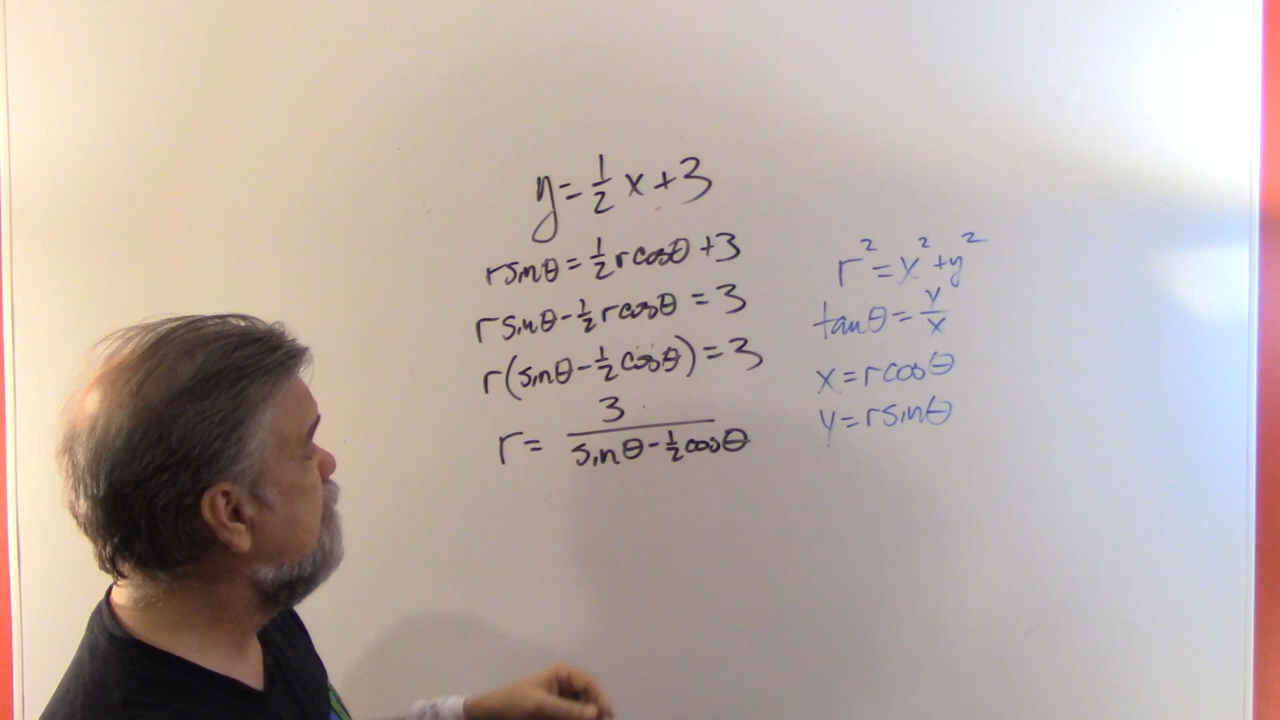 y = 1/2 x + 3
r sinθ = 1/2 r cosθ + 3
r sinθ - 1/2 r cosθ = 3
r(sinθ - 1/2 cosθ) = 3
r = 3 / (sinθ - 1/2 cosθ)
r² = x² + y²
tanθ = y/x
x = r cosθ
y = r sinθ